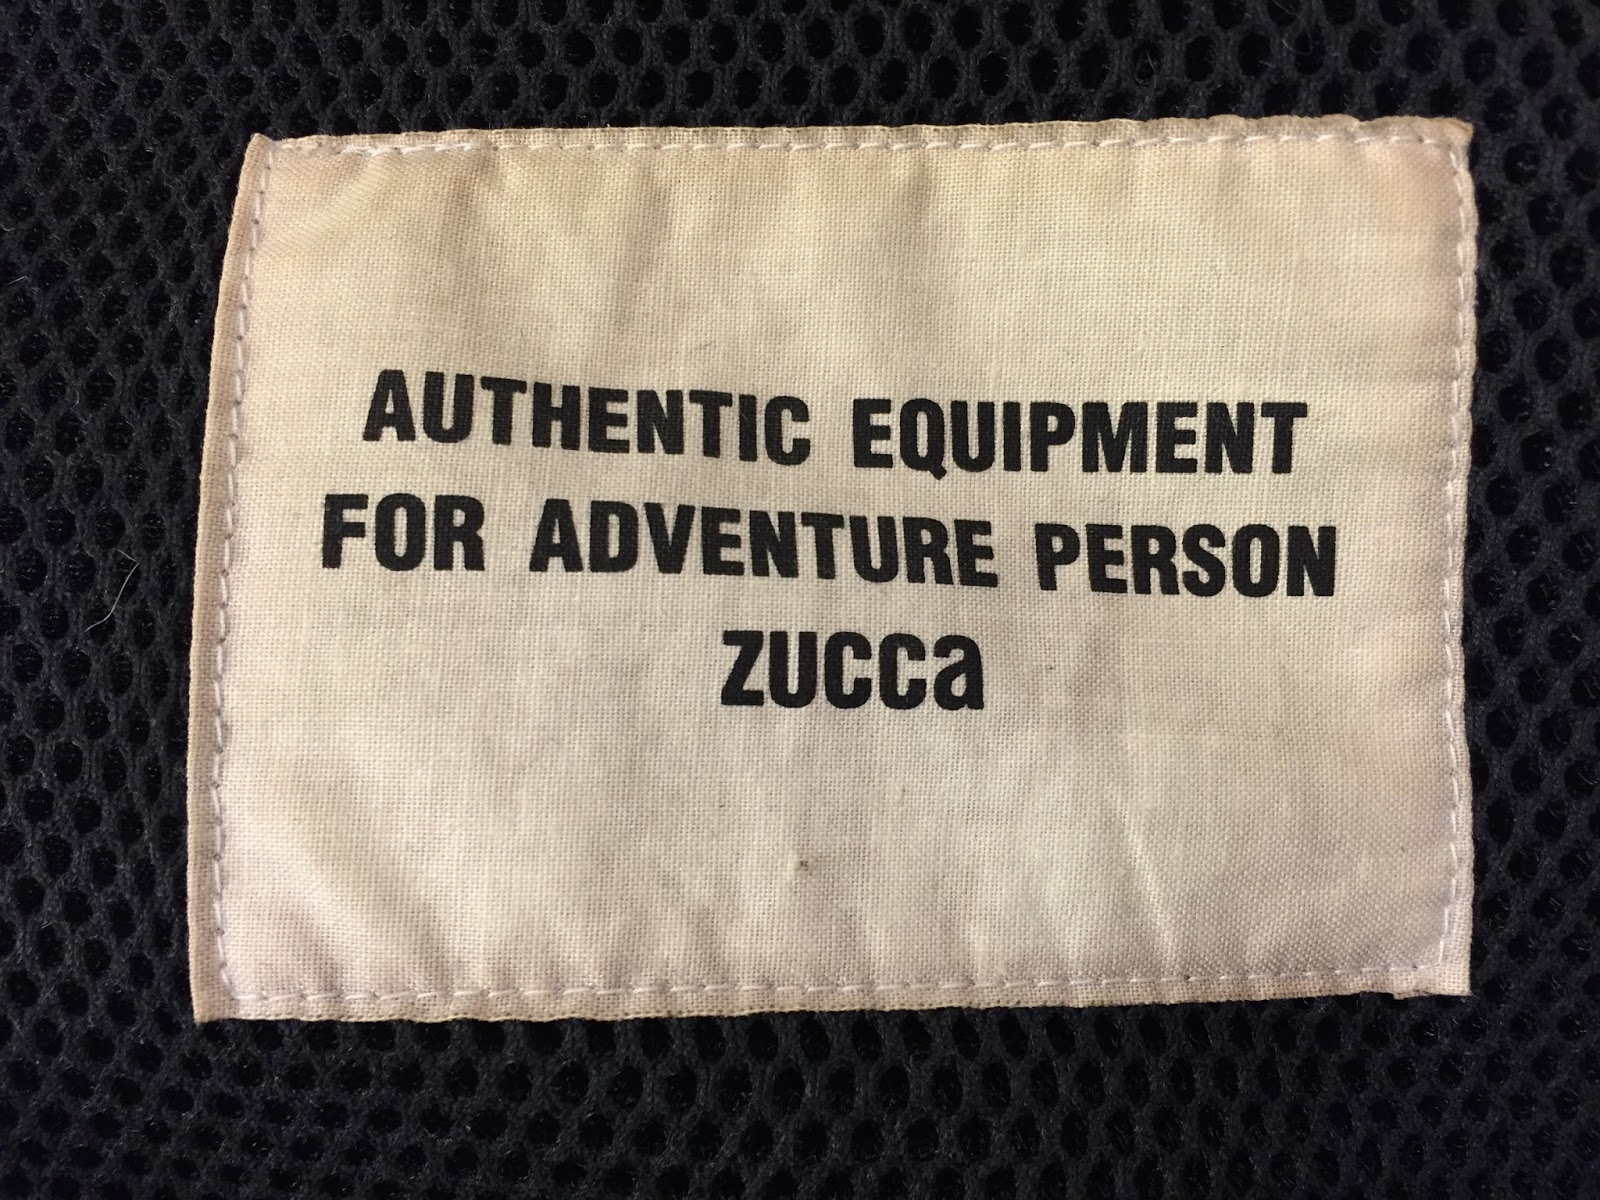 AUTHENTIC EQUIPMENT
FOR ADVENTURE PERSON
zucca